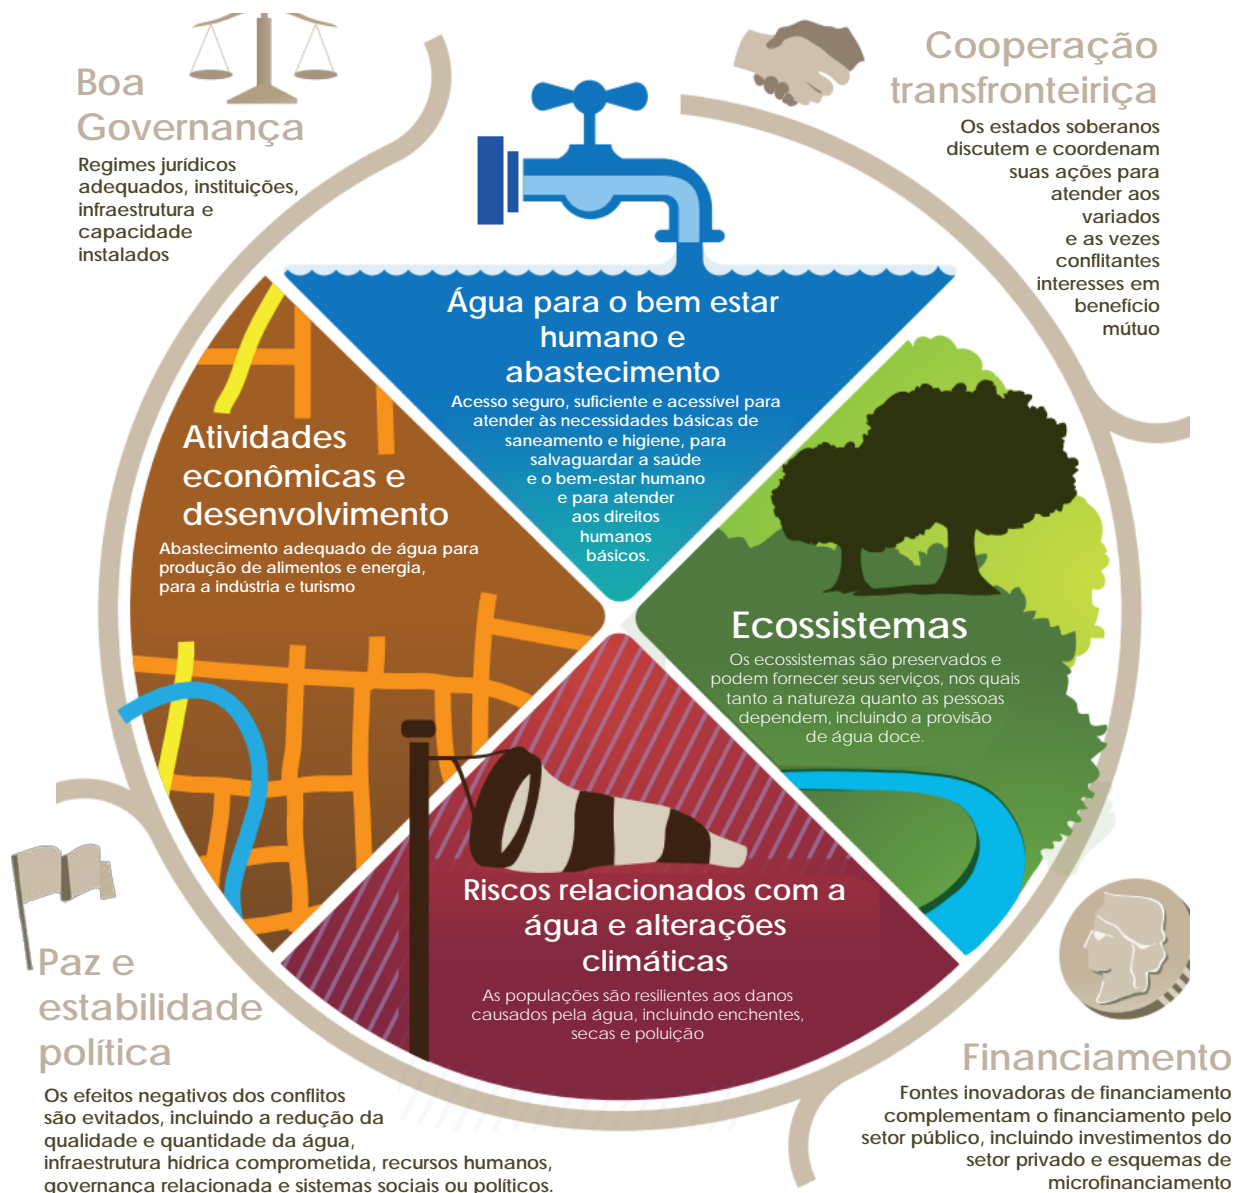 Boa
Governança
Regimes jurídicos
adequados, instituições,
infraestrutura e
capacidade
instalados
Cooperação
transfronteiriça
Os estados soberanos
discutem e coordenam
suas ações para
atender aos
variados
e as vezes
conflitantes
interesses em
benefício
mútuo
Água para o bem estar
humano e
abastecimento
Acesso seguro, suficiente e acessível para
atender às necessidades básicas de
saneamento e higiene, para
salvaguardar a saúde
e o bem-estar humano
e para atender
aos direitos
humanos
básicos.
Atividades
econômicas e
desenvolvimento
Abastecimento adequado de água para
produção de alimentos e energia,
para a indústria e turismo
Ecossistemas
Os ecossistemas são preservados e
podem fornecer seus serviços, nos quais
tanto a natureza quanto as pessoas
dependem, incluindo a provisão
de água doce.
Riscos relacionados com a
água e alterações
climáticas
As populações são resilientes aos danos
causados pela água, incluindo enchentes,
secas e poluição
Paz e
estabilidade
política
Os efeitos negativos dos conflitos
são evitados, incluindo a redução da
qualidade e quantidade da água,
infraestrutura hídrica comprometida, recursos humanos,
governança relacionada e sistemas sociais ou políticos.
Financiamento
Fontes inovadoras de financiamento
complementam o financiamento pelo
setor público, incluindo investimentos do
setor privado e esquemas de
microfinanciamento